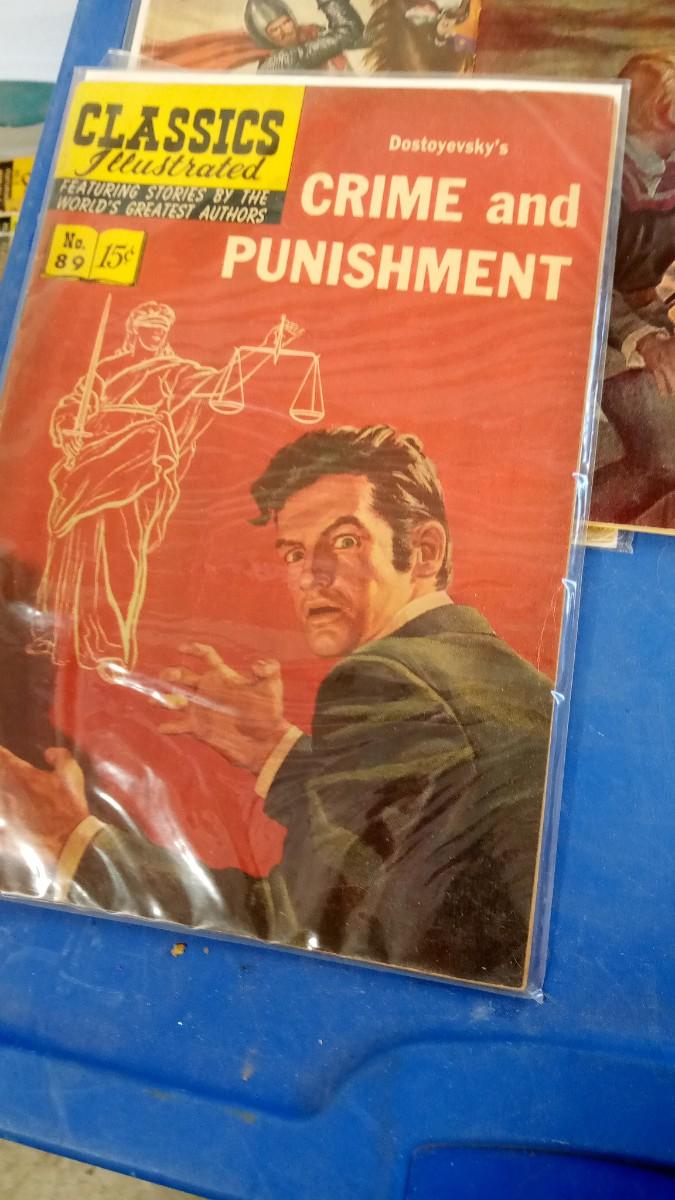 CLASSICS
Illustrated
FEATURING STORIES BY THE
WORLD'S GREATEST AUTHORS
No.
89
15¢
Dostoyevsky's
CRIME and
PUNISHMENT